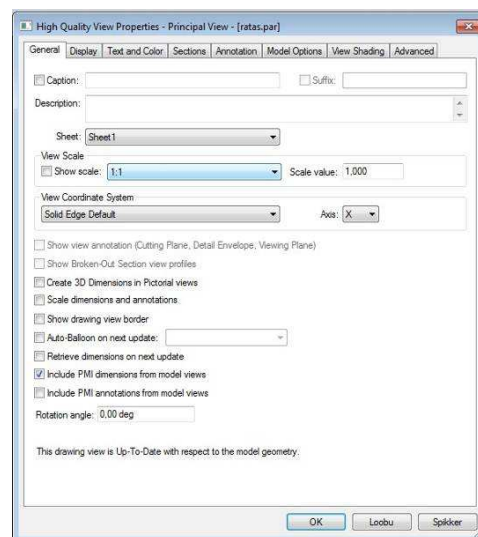 High Quality View Properties - Principal View - [ratas.par]
General Display Text and Color Sections Annotation Model Options View Shading Advanced
Caption: Suffix:
Description:
Sheet: Sheet1
View Scale
Show scale: 1:1 Scale value: 1,000
View Coordinate System
Solid Edge Default Axis: X
Show view annotation (Cutting Plane, Detail Envelope, Viewing Plane)
Show Broken-Out Section view profiles
Create 3D Dimensions in Pictorial views
Scale dimensions and annotations
Show drawing view border
Auto-Balloon on next update:
Retrieve dimensions on next update
Include PMI dimensions from model views
Include PMI annotations from model views
Rotation angle: 0,00 deg
This drawing view is Up-To-Date with respect to the model geometry.
OK Loobu Spikker